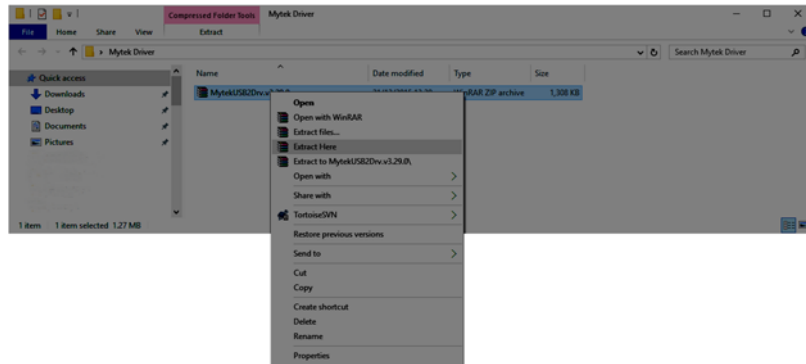 Compressed Folder Tools
Mytek Driver
File
Home
Share
View
Extract
Mytek Driver
Search Mytek Driver
Quick access
Downloads
Desktop
Documents
Pictures
Name
Date modified
Type
Size
WinRAR ZIP archive
1,308 KB
Open
Open with WinRAR
Extract files...
Extract Here
Extract to MytekUSB2Drv.v3.29.0\
Open with
Share with
TortoiseSVN
Restore previous versions
Send to
Cut
Copy
Create shortcut
Delete
Rename
Properties
1 item
1 item selected 1.27 MB